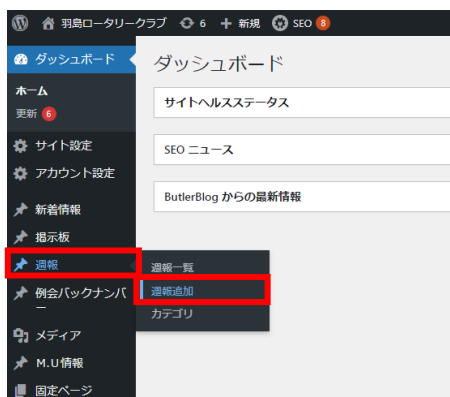 羽島ロータリークラブ 6 新規 SEO 8
ダッシュボード
ダッシュボード
ホーム
更新 6
サイトヘルスステータス
サイト設定
SEO ニュース
アカウント設定
ButlerBlog からの最新情報
新着情報
掲示板
週報
週報一覧
週報追加
カテゴリ
例会バックナンバ
ー
メディア
M.U情報
固定ページ